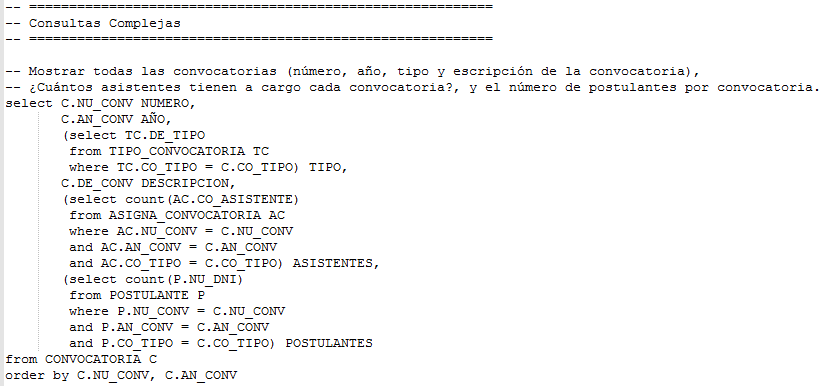 -- ==========================================================
-- Consultas Complejas
-- ==========================================================
-- Mostrar todas las convocatorias (número, año, tipo y escripción de la convocatoria),
-- ¿Cuántos asistentes tienen a cargo cada convocatoria?, y el número de postulantes por convocatoria.
select C.NU_CONV NUMERO,
       C.AN_CONV AÑO,
       (select TC.DE_TIPO
        from TIPO_CONVOCATORIA TC
        where TC.CO_TIPO = C.CO_TIPO) TIPO,
       C.DE_CONV DESCRIPCION,
       (select count(AC.CO_ASISTENTE)
        from ASIGNA_CONVOCATORIA AC
        where AC.NU_CONV = C.NU_CONV
        and AC.AN_CONV = C.AN_CONV
        and AC.CO_TIPO = C.CO_TIPO) ASISTENTES,
       (select count(P.NU_DNI)
        from POSTULANTE P
        where P.NU_CONV = C.NU_CONV
        and P.AN_CONV = C.AN_CONV
        and P.CO_TIPO = C.CO_TIPO) POSTULANTES
from CONVOCATORIA C
order by C.NU_CONV, C.AN_CONV